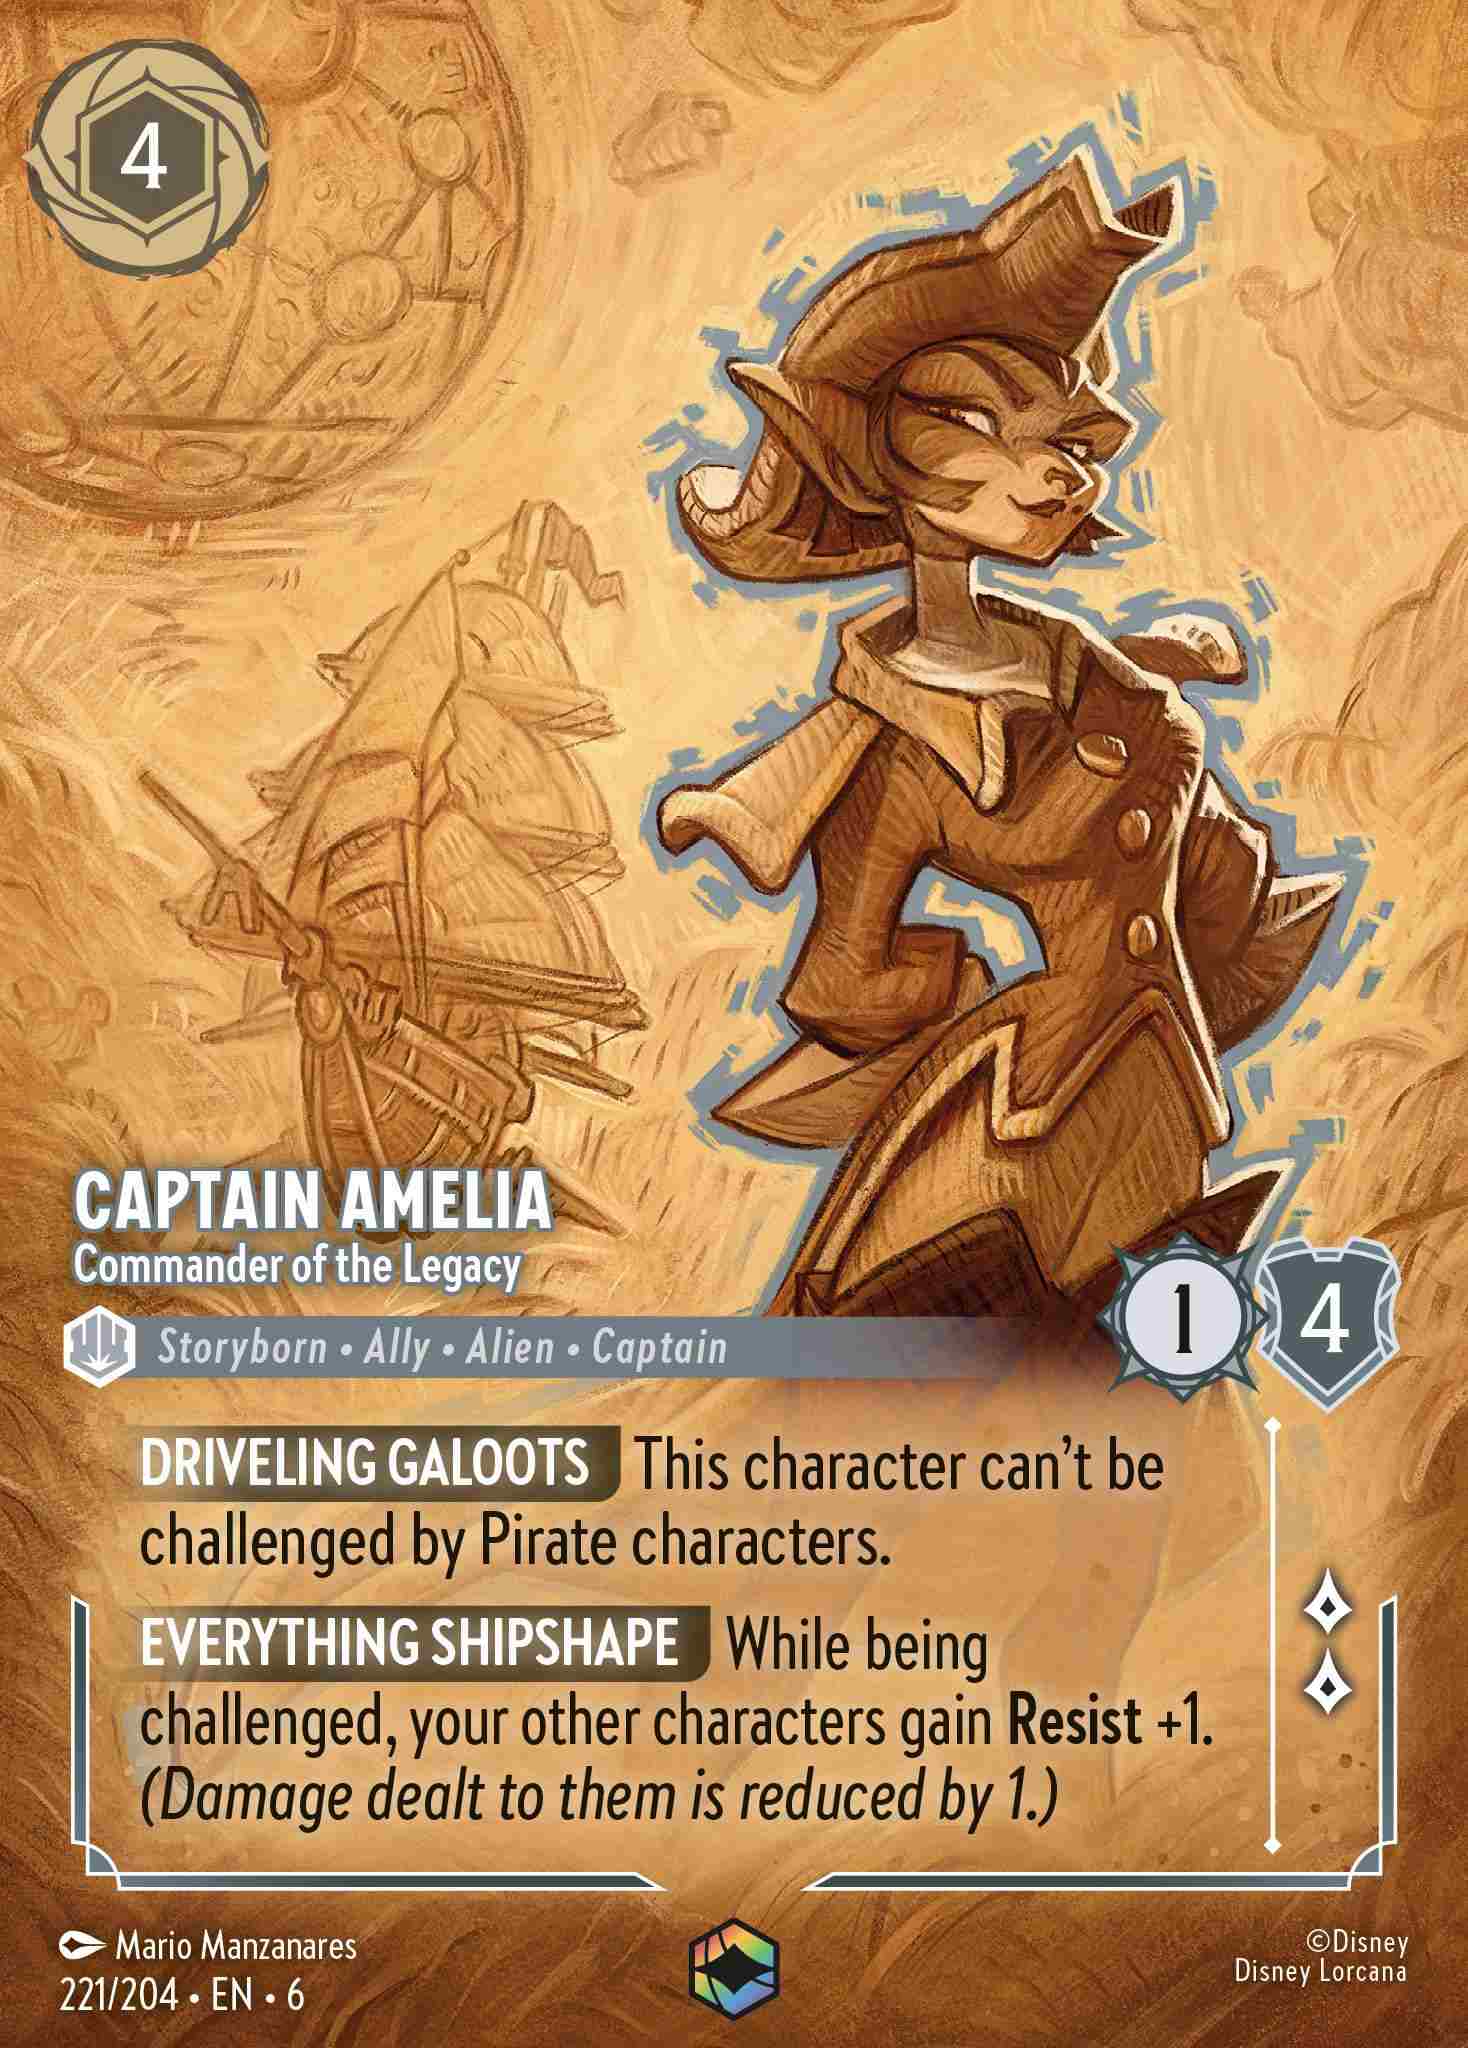 4
CAPTAIN AMELIA
Commander of the Legacy
1
4
Storyborn • Ally • Alien • Captain
DRIVELING GALOOTS This character can't be
challenged by Pirate characters.
EVERYTHING SHIPSHAPE While being
challenged, your other characters gain Resist +1.
(Damage dealt to them is reduced by 1.)
Mario Manzanares
221/204 • EN • 6
©Disney
Disney Lorcana